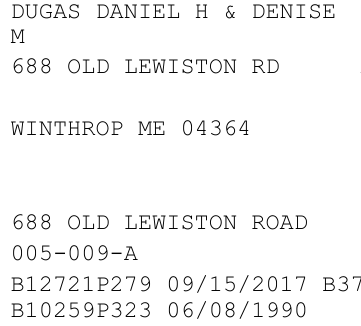 DUGAS DANIEL H & DENISE
M
688 OLD LEWISTON RD
WINTHROP ME 04364
688 OLD LEWISTON ROAD
005-009-A
B12721P279 09/15/2017 B37
B10259P323 06/08/1990